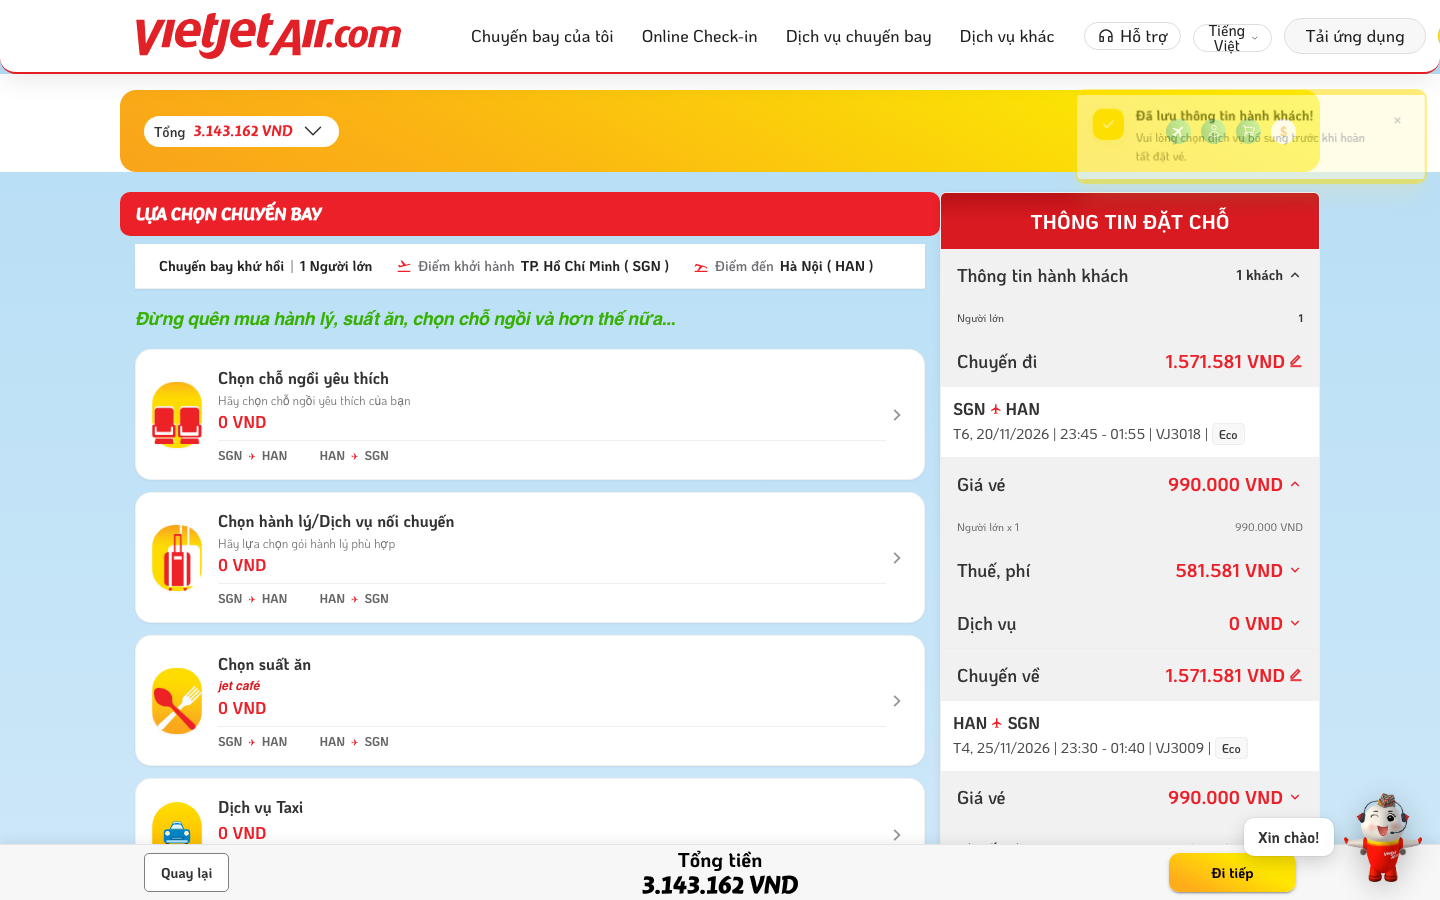 vietjetAir.com
Chuyến bay của tôi
Online Check-in
Dịch vụ chuyến bay
Dịch vụ khác
Hỗ trợ
Tiếng
Việt
Tải ứng dụng
Tổng 3.143.162 VND
Đã lưu thông tin hành khách!
Vui lòng chọn dịch vụ bổ sung trước khi hoàn
tất đặt vé.
LỰA CHỌN CHUYẾN BAY
Chuyến bay khứ hồi | 1 Người lớn Điểm khởi hành TP. Hồ Chí Minh ( SGN ) Điểm đến Hà Nội ( HAN )
Đừng quên mua hành lý, suất ăn, chọn chỗ ngồi và hơn thế nữa...
Chọn chỗ ngồi yêu thích
Hãy chọn chỗ ngồi yêu thích của bạn
0 VND
SGN HAN HAN SGN
Chọn hành lý/Dịch vụ nối chuyến
Hãy lựa chọn gói hành lý phù hợp
0 VND
SGN HAN HAN SGN
Chọn suất ăn
jet café
0 VND
SGN HAN HAN SGN
Dịch vụ Taxi
0 VND
THÔNG TIN ĐẶT CHỖ
Thông tin hành khách 1 khách
Người lớn 1
Chuyến đi 1.571.581 VND
SGN HAN
T6, 20/11/2026 | 23:45 - 01:55 | VJ3018 | Eco
Giá vé 990.000 VND
Người lớn x 1 990.000 VND
Thuế, phí 581.581 VND
Dịch vụ 0 VND
Chuyến về 1.571.581 VND
HAN SGN
T4, 25/11/2026 | 23:30 - 01:40 | VJ3009 | Eco
Giá vé 990.000 VND
Xin chào!
Quay lại
Tổng tiền
3.143.162 VND
Đi tiếp